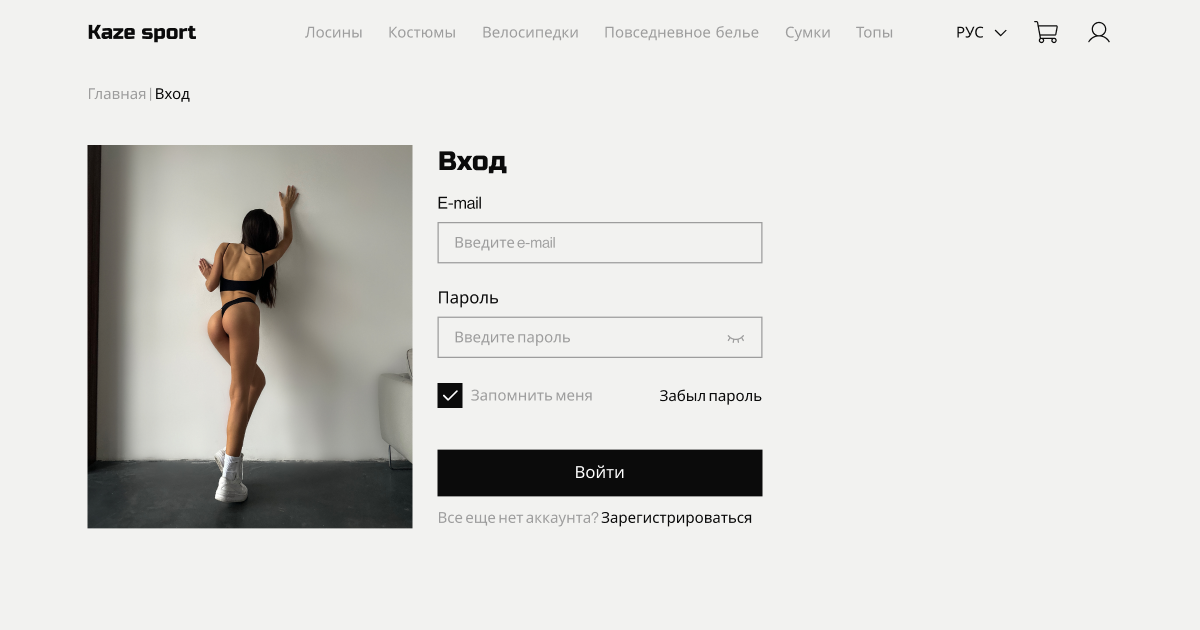 Kaze sport Лосины Костюмы Велосипедки Повседневное белье Сумки Топы РУС
Главная | Вход
Вход
E-mail
Введите e-mail
Пароль
Введите пароль
Запомнить меня Забыл пароль
Войти
Все еще нет аккаунта? Зарегистрироваться